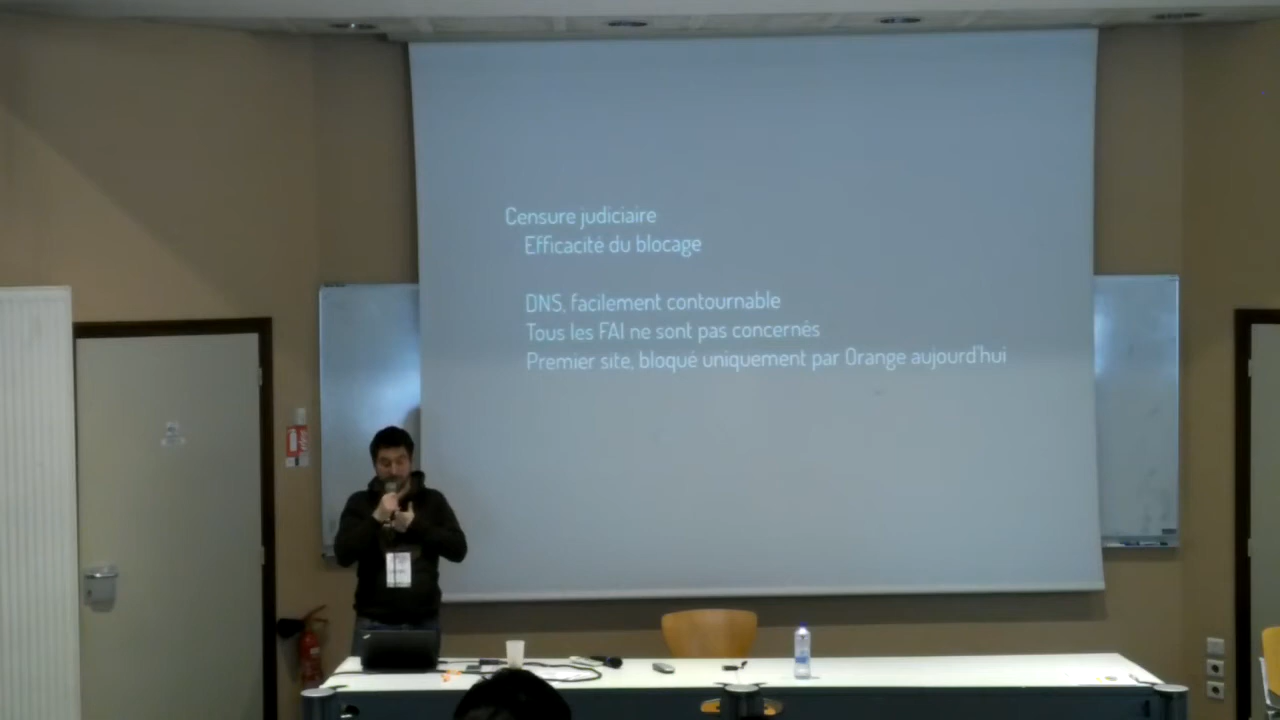 Censure judiciaire
Efficacité du blocage
DNS, facilement contournable
Tous les FAI ne sont pas concernés
Premier site, bloqué uniquement par Orange aujourd'hui